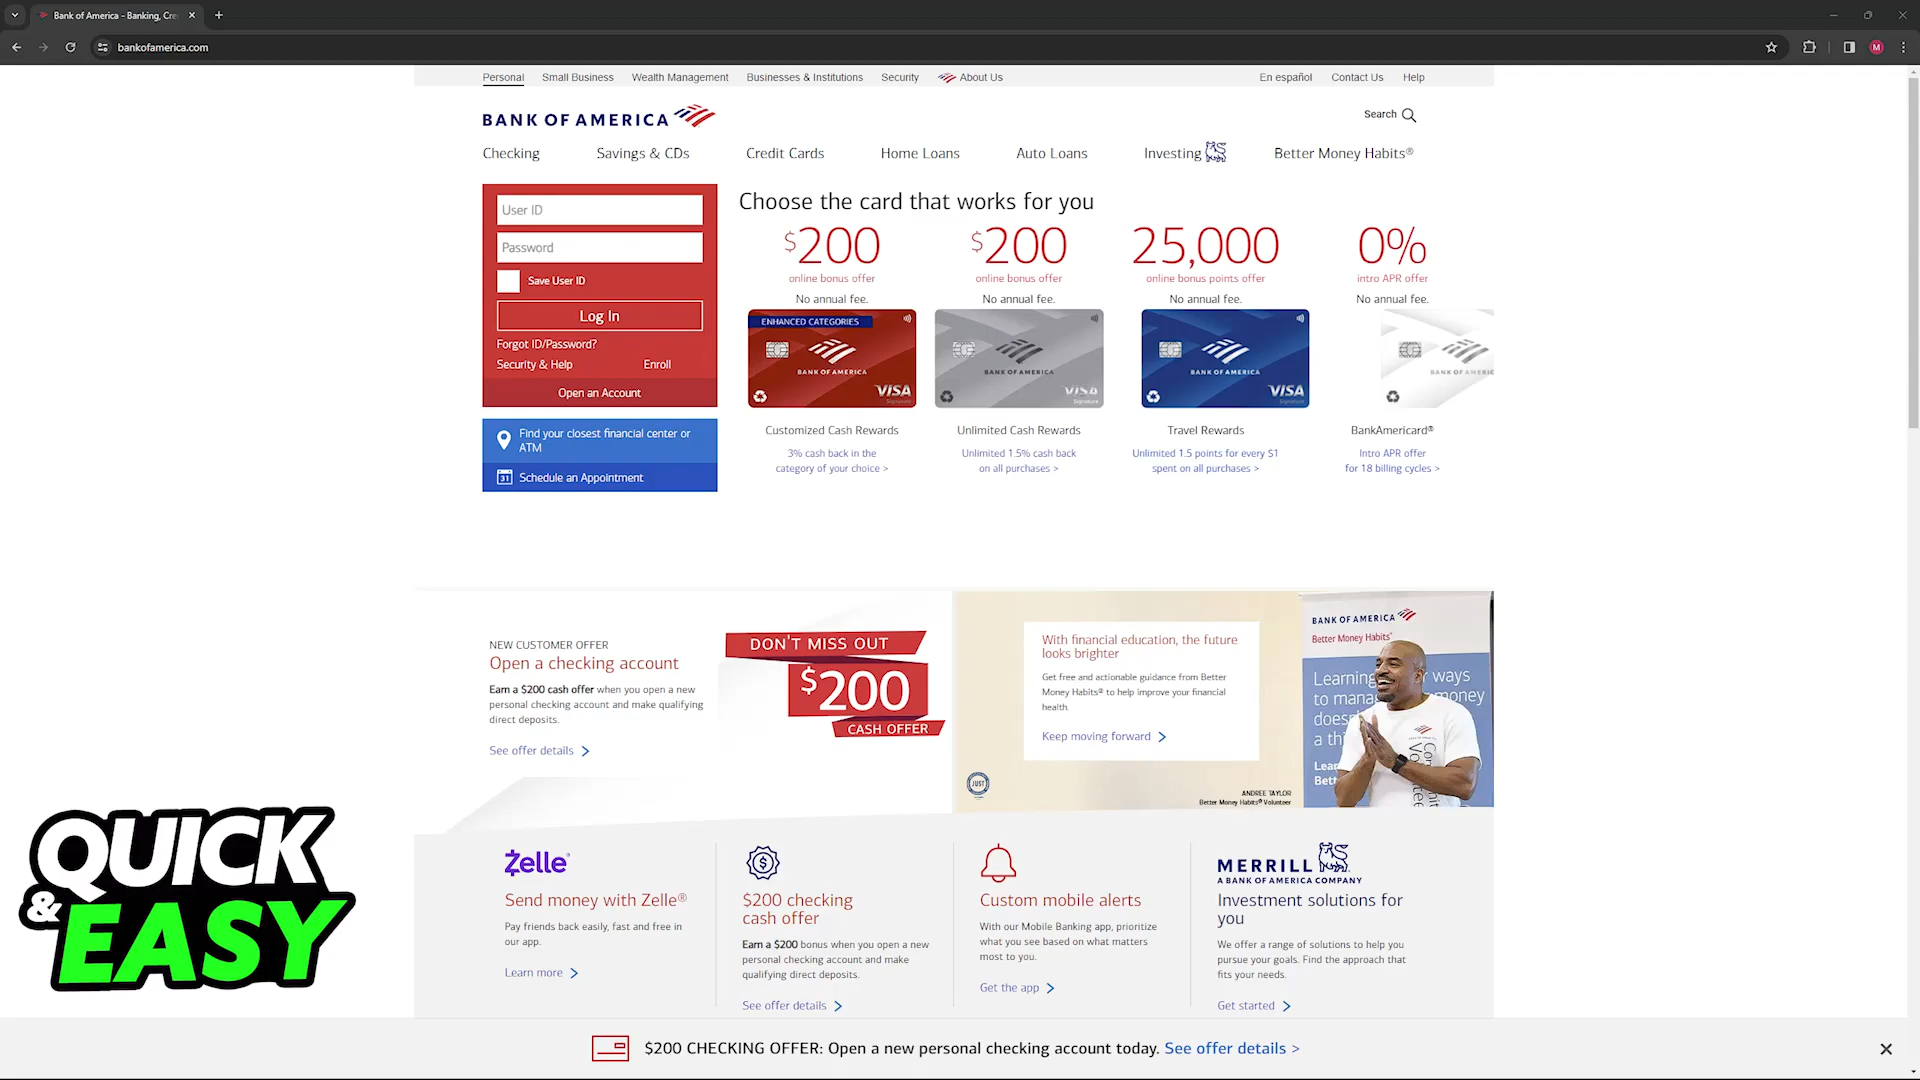 Bank of America - Banking, Cre
bankofamerica.com
M
Personal Small Business Wealth Management Businesses & Institutions Security About Us En español Contact Us Help
BANK OF AMERICA
Search
Checking Savings & CDs Credit Cards Home Loans Auto Loans Investing Better Money Habits®
User ID
Password
Save User ID
Log In
Forgot ID/Password?
Security & Help Enroll
Open an Account
Find your closest financial center or
ATM
31 Schedule an Appointment
Choose the card that works for you
$200
online bonus offer
No annual fee.
ENHANCED CATEGORIES
BANK OF AMERICA
VISA
Signature
Customized Cash Rewards
3% cash back in the
category of your choice >
$200
online bonus offer
No annual fee.
BANK OF AMERICA
VISA
Signature
Unlimited Cash Rewards
Unlimited 1.5% cash back
on all purchases >
25,000
online bonus points offer
No annual fee.
BANK OF AMERICA
VISA
Signature
Travel Rewards
Unlimited 1.5 points for every $1
spent on all purchases >
0%
intro APR offer
No annual fee.
BANK OF AMERIC
BankAmericard®
Intro APR offer
for 18 billing cycles >
NEW CUSTOMER OFFER
Open a checking account
Earn a $200 cash offer when you open a new
personal checking account and make qualifying
direct deposits.
See offer details
DON'T MISS OUT
$200
CASH OFFER
With financial education, the future
looks brighter
Get free and actionable guidance from Better
Money Habits® to help improve your financial
health.
Keep moving forward
JUST
ANDREE TAYLOR
Better Money Habits® Volunteer
BANK OF AMERICA
Better Money Habits®
Learning ways
to mana money
does
a th
Lear
Bett
Zelle®
Send money with Zelle®
Pay friends back easily, fast and free in
our app.
Learn more
$200 checking
cash offer
Earn a $200 bonus when you open a new
personal checking account and make
qualifying direct deposits.
See offer details
Custom mobile alerts
With our Mobile Banking app, prioritize
what you see based on what matters
most to you.
Get the app
MERRILL
A BANK OF AMERICA COMPANY
Investment solutions for
you
We offer a range of solutions to help you
pursue your goals. Find the approach that
fits your needs.
Get started
QUICK
& EASY
$200 CHECKING OFFER: Open a new personal checking account today. See offer details >